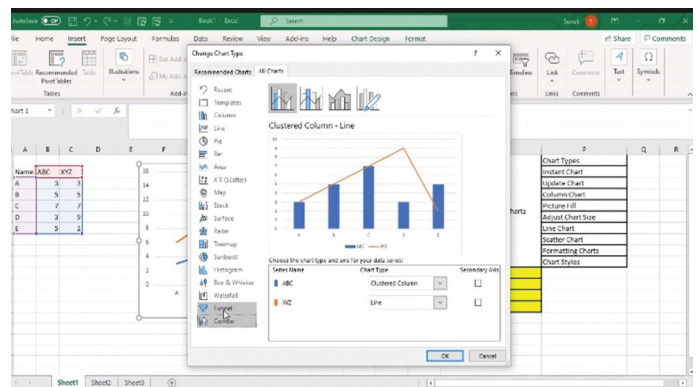 AutoSave Off Book1 - Excel Search
File Home Insert Page Layout Formulas Data Review View Add-ins Help Chart Design Format Share Comments
PivotTable Recommended PivotTables Table Illustrations Get Add-ins My Add-ins Timeline Link Comment Text Symbols
Tables Links Comments
Chart 1
Change Chart Type ? X
Recommended Charts All Charts
Recent
Templates
Column
Line
Pie
Bar
Area
X Y (Scatter)
Map
Stock
Surface
Radar
Treemap
Sunburst
Histogram
Box & Whisker
Waterfall
Funnel
Combo
Clustered Column - Line
A B C D E
ABC XYZ
Choose the chart type and axis for your data series:
Series Name Chart Type Secondary Axis
ABC Clustered Column
XYZ Line
OK Cancel
A B C D E F P Q R
Name ABC XYZ
A 3 3
B 5 5
C 7 7
D 3 9
E 5 2
16
14
12
10
8
6
4
2
0
A
Chart Types
Instant Chart
Update Chart
Column Chart
Picture Fill
Adjust Chart Size
Line Chart
Scatter Chart
Formatting Charts
Chart Styles
Sheet1 Sheet2 Sheet3